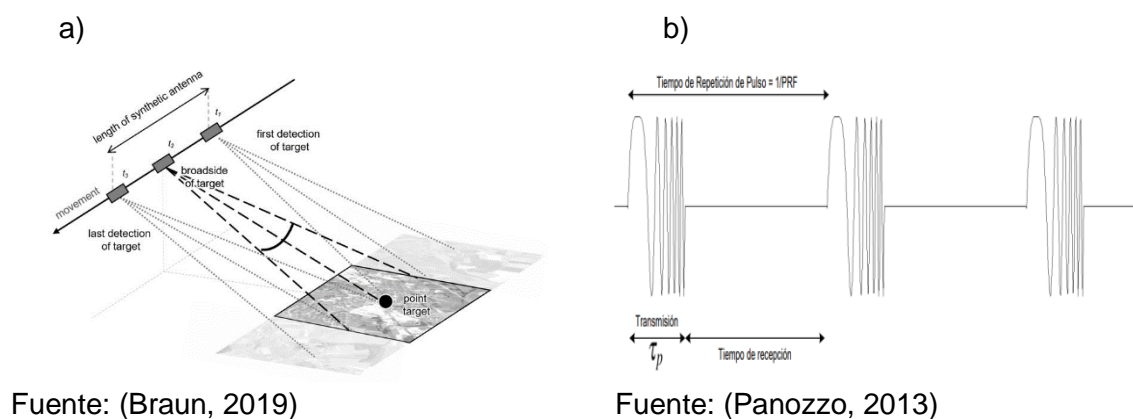 a)
length of synthetic antenna
t₁
t₂
t₃
first detection
of target
broadside
of target
movement
last detection
of target
point
target
Fuente: (Braun, 2019)
b)
Tiempo de Repetición de Pulso = 1/PRF
Transmisión
τp
Tiempo de recepción
Fuente: (Panozzo, 2013)